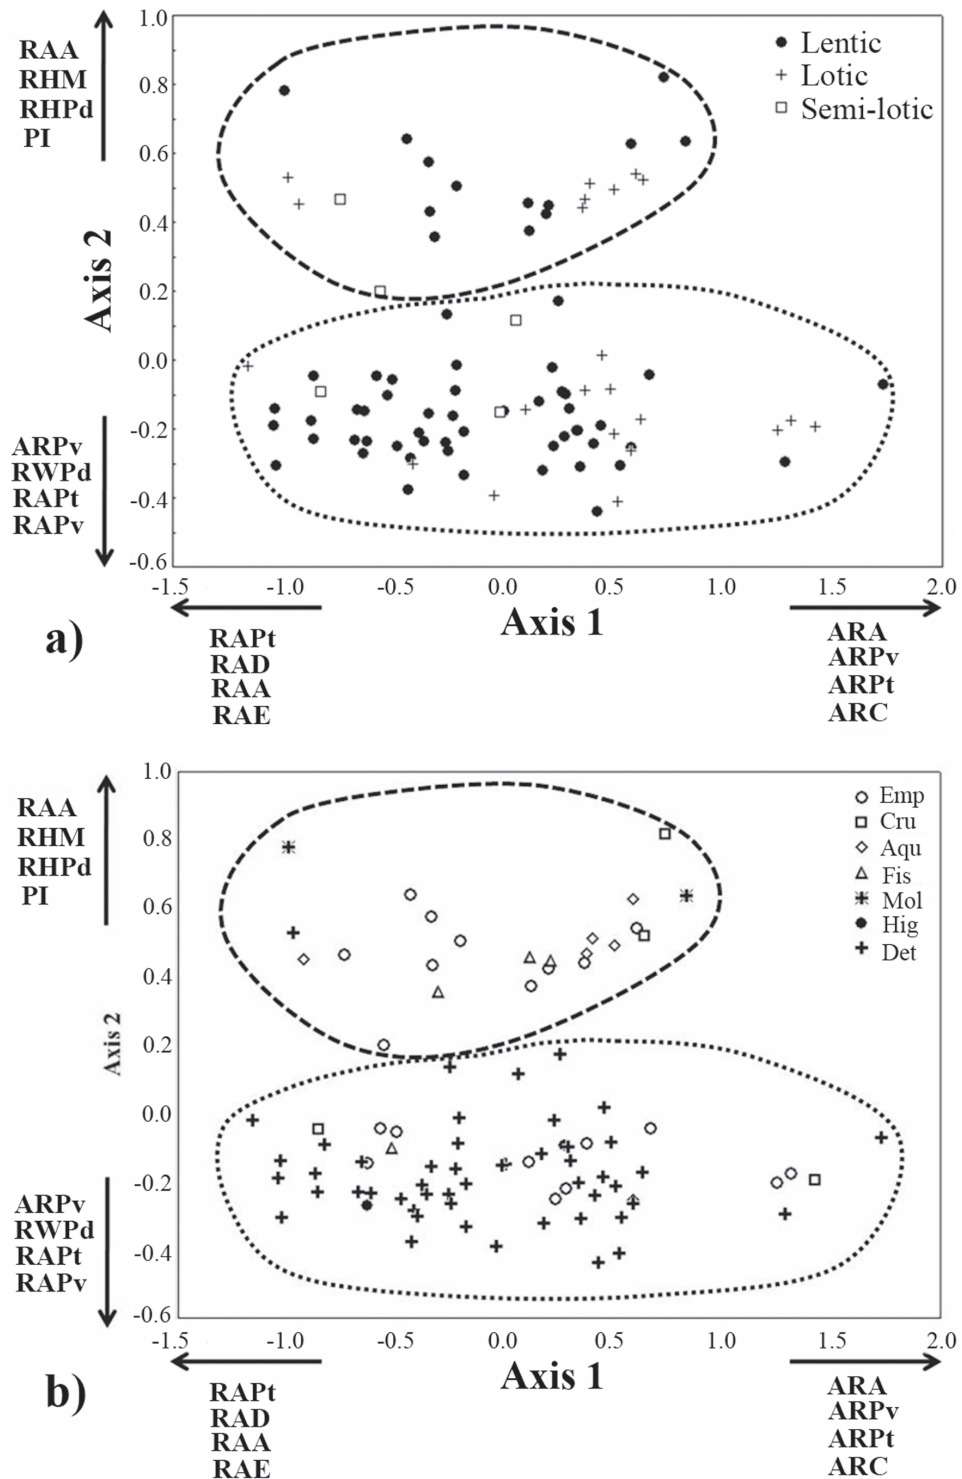 RAA
RHM
RHPd
PI
Axis 2
ARPv
RWPd
RAPt
RAPv
1.0
0.8
0.6
0.4
0.2
0.0
-0.2
-0.4
-0.6
Lentic
Lotic
Semi-lotic
-1.5 -1.0 -0.5 0.0 0.5 1.0 1.5 2.0
Axis 1
a)
RAPt
RAD
RAA
RAE
ARA
ARPv
ARPt
ARC
RAA
RHM
RHPd
PI
Axis 2
ARPv
RWPd
RAPt
RAPv
1.0
0.8
0.6
0.4
0.2
0.0
-0.2
-0.4
-0.6
Emp
Cru
Aqu
Fis
Mol
Hig
Det
-1.5 -1.0 -0.5 0.0 0.5 1.0 1.5 2.0
Axis 1
b)
RAPt
RAD
RAA
RAE
ARA
ARPv
ARPt
ARC